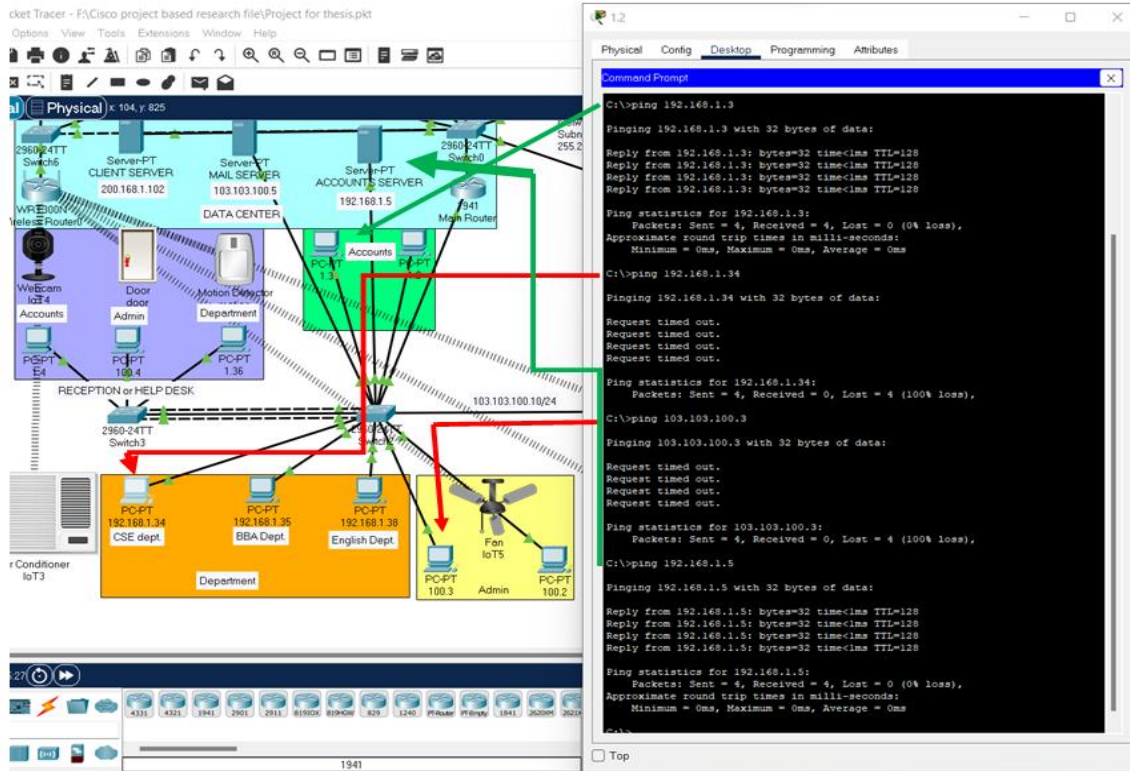 cket Tracer - F:\Cisco project based research file\Project for thesis.pkt
Options View Tools Extensions Window Help
Physical x: 104, y: 825
2960-24TT
Switch6
Server-PT
CLIENT SERVER
200.168.1.102
Server-PT
MAIL SERVER
103.103.100.5
DATA CENTER
Server-PT
ACCOUNTS SERVER
192.168.1.5
2960-24TT
Switch0
Subn
255.2
1941
Main Router
WRT300N
reless Router0
Webcam
IoT4
Accounts
Door
door
Admin
Motion Detector
Department
PC-PT
1.4
PC-PT
100.4
PC-PT
1.36
RECEPTION or HELP DESK
PC-PT
1.3
Accounts
PC-PT
2960-24TT
Switch3
103.103.100.10/24
2960-24TT
PC-PT
192.168.1.34
CSE dept.
PC-PT
192.168.1.35
BBA Dept.
PC-PT
192.168.1.38
English Dept.
Department
Fan
IoT5
PC-PT
100.3
Admin
PC-PT
100.2
r Conditioner
IoT3
4331 4321 1941 2901 2911 819IOX 819HGW 829 1240 PT-Router PT-Empty 1841 2620XM 2621X
1941
1.2
Physical Config Desktop Programming Attributes
Command Prompt X
C:\>ping 192.168.1.3
Pinging 192.168.1.3 with 32 bytes of data:
Reply from 192.168.1.3: bytes=32 time<1ms TTL=128
Reply from 192.168.1.3: bytes=32 time<1ms TTL=128
Reply from 192.168.1.3: bytes=32 time<1ms TTL=128
Reply from 192.168.1.3: bytes=32 time<1ms TTL=128
Ping statistics for 192.168.1.3:
Packets: Sent = 4, Received = 4, Lost = 0 (0% loss),
Approximate round trip times in milli-seconds:
Minimum = 0ms, Maximum = 0ms, Average = 0ms
C:\>ping 192.168.1.34
Pinging 192.168.1.34 with 32 bytes of data:
Request timed out.
Request timed out.
Request timed out.
Request timed out.
Ping statistics for 192.168.1.34:
Packets: Sent = 4, Received = 0, Lost = 4 (100% loss),
C:\>ping 103.103.100.3
Pinging 103.103.100.3 with 32 bytes of data:
Request timed out.
Request timed out.
Request timed out.
Request timed out.
Ping statistics for 103.103.100.3:
Packets: Sent = 4, Received = 0, Lost = 4 (100% loss),
C:\>ping 192.168.1.5
Pinging 192.168.1.5 with 32 bytes of data:
Reply from 192.168.1.5: bytes=32 time<1ms TTL=128
Reply from 192.168.1.5: bytes=32 time<1ms TTL=128
Reply from 192.168.1.5: bytes=32 time<1ms TTL=128
Reply from 192.168.1.5: bytes=32 time<1ms TTL=128
Ping statistics for 192.168.1.5:
Packets: Sent = 4, Received = 4, Lost = 0 (0% loss),
Approximate round trip times in milli-seconds:
Minimum = 0ms, Maximum = 0ms, Average = 0ms
C:\>
Top